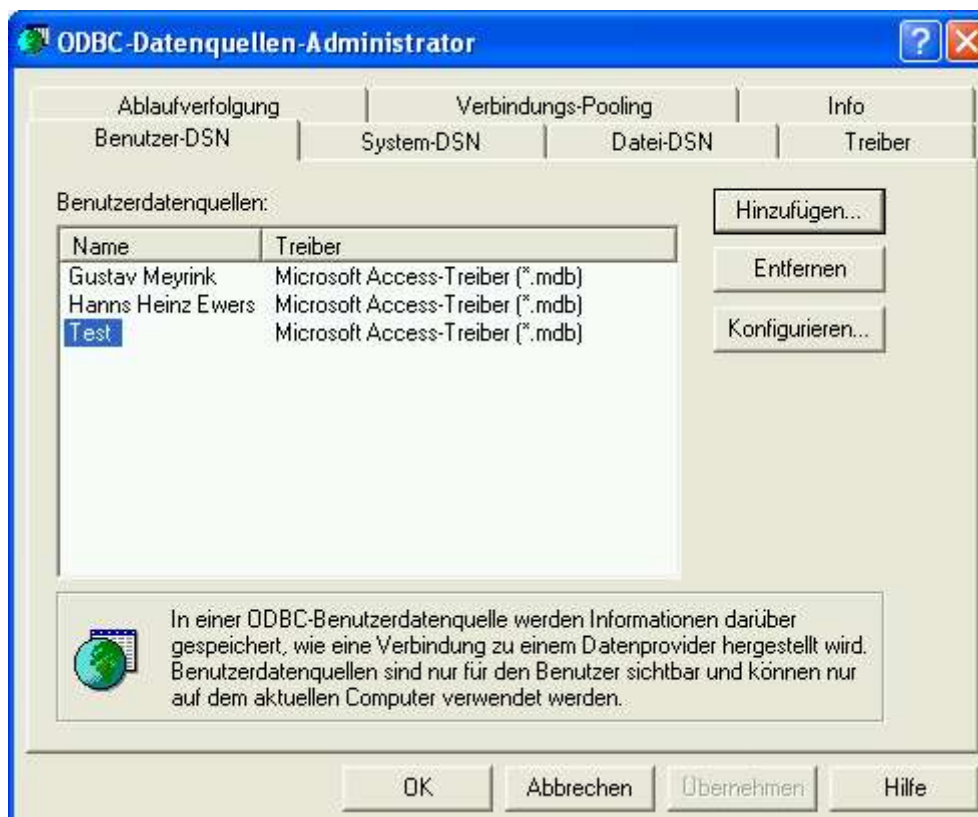 ODBC-Datenquellen-Administrator
Ablaufverfolgung Verbindungs-Pooling Info
Benutzer-DSN System-DSN Datei-DSN Treiber
Benutzerdatenquellen:
Name Treiber
Gustav Meyrink Microsoft Access-Treiber (*.mdb)
Hanns Heinz Ewers Microsoft Access-Treiber (*.mdb)
Test Microsoft Access-Treiber (*.mdb)
Hinzufügen...
Entfernen
Konfigurieren...
In einer ODBC-Benutzerdatenquelle werden Informationen darüber
gespeichert, wie eine Verbindung zu einem Datenprovider hergestellt wird.
Benutzerdatenquellen sind nur für den Benutzer sichtbar und können nur
auf dem aktuellen Computer verwendet werden.
OK Abbrechen Übernehmen Hilfe